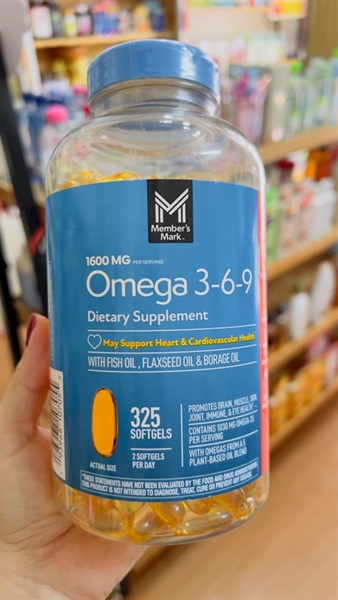 Member's
Mark™
1600 MG PER SERVING
Omega 3-6-9
Dietary Supplement
May Support Heart & Cardiovascular Health*
WITH FISH OIL, FLAXSEED OIL & BORAGE OIL
325
SOFTGELS
2 SOFTGELS
PER DAY
ACTUAL SIZE
PROMOTES BRAIN, MUSCLE, SKIN,
JOINT, IMMUNE, & EYE HEALTH*
CONTAINS 1030 MG OMEGA-3S
PER SERVING
WITH OMEGAS FROM A
PLANT-BASED OIL BLEND
*THESE STATEMENTS HAVE NOT BEEN EVALUATED BY THE FOOD AND DRUG ADMINISTRATION.
THIS PRODUCT IS NOT INTENDED TO DIAGNOSE, TREAT, CURE OR PREVENT ANY DISEASE.